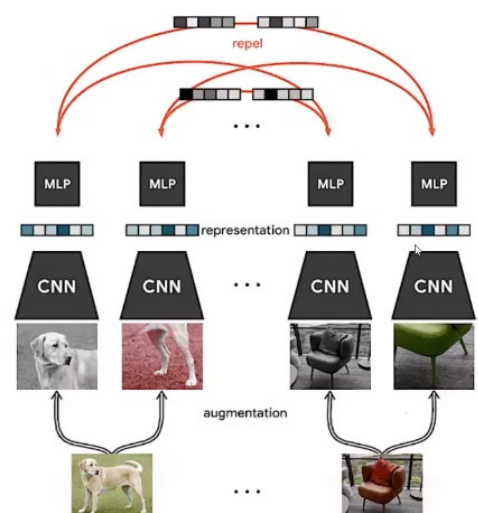 repel
...
MLP MLP MLP MLP
representation
CNN CNN ... CNN CNN
augmentation
...